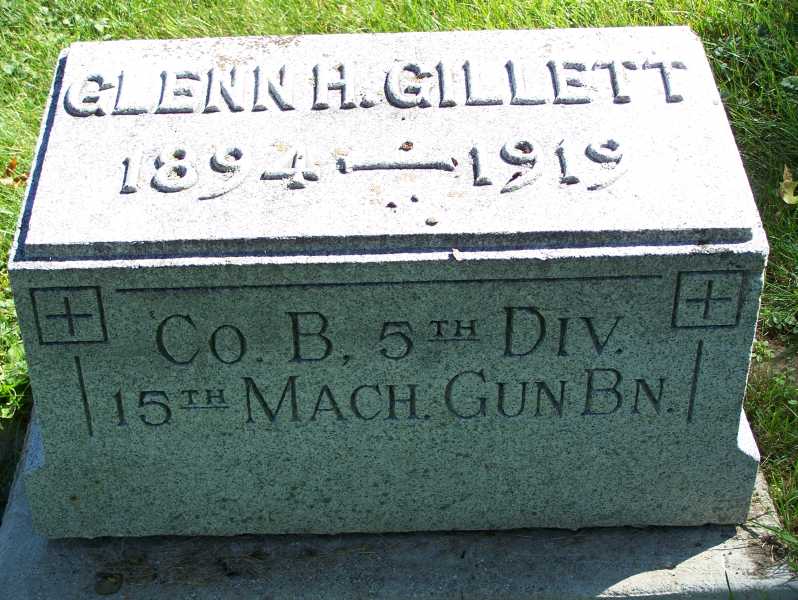 GLENN H. GILLETT
1894 — 1919
CO. B, 5TH DIV.
15TH MACH. GUN BN.